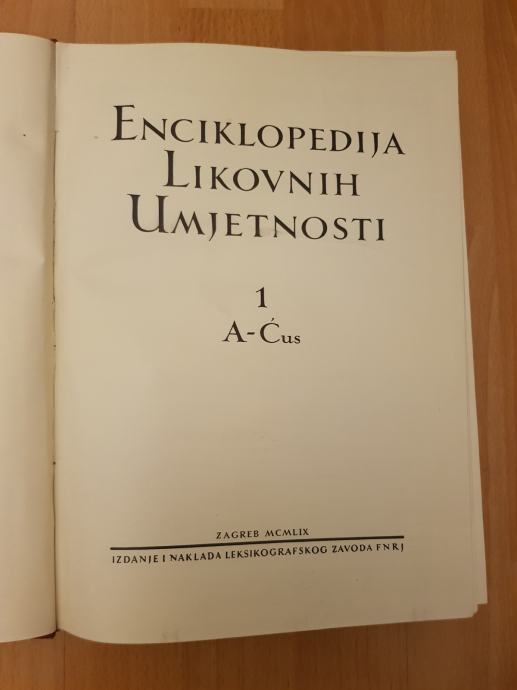 Enciklopedija
Likovnih
Umjetnosti
1
A-Ćus
ZAGREB MCMLIX
IZDANJE I NAKLADA LEKSIKOGRAFSKOG ZAVODA FNRJ